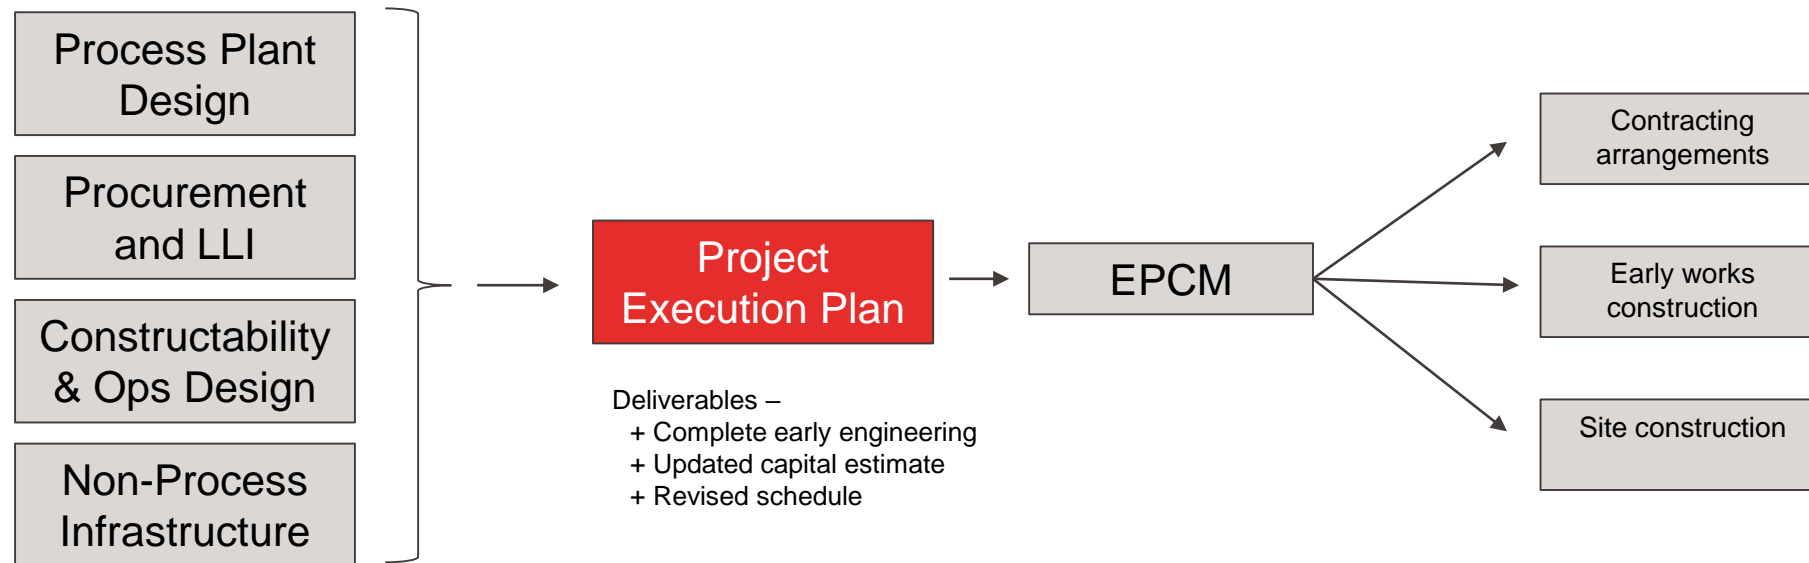 Process Plant
Design
Procurement
and LLI
Constructability
& Ops Design
Non-Process
Infrastructure
Project
Execution Plan
Deliverables –
+ Complete early engineering
+ Updated capital estimate
+ Revised schedule
EPCM
Contracting
arrangements
Early works
construction
Site construction